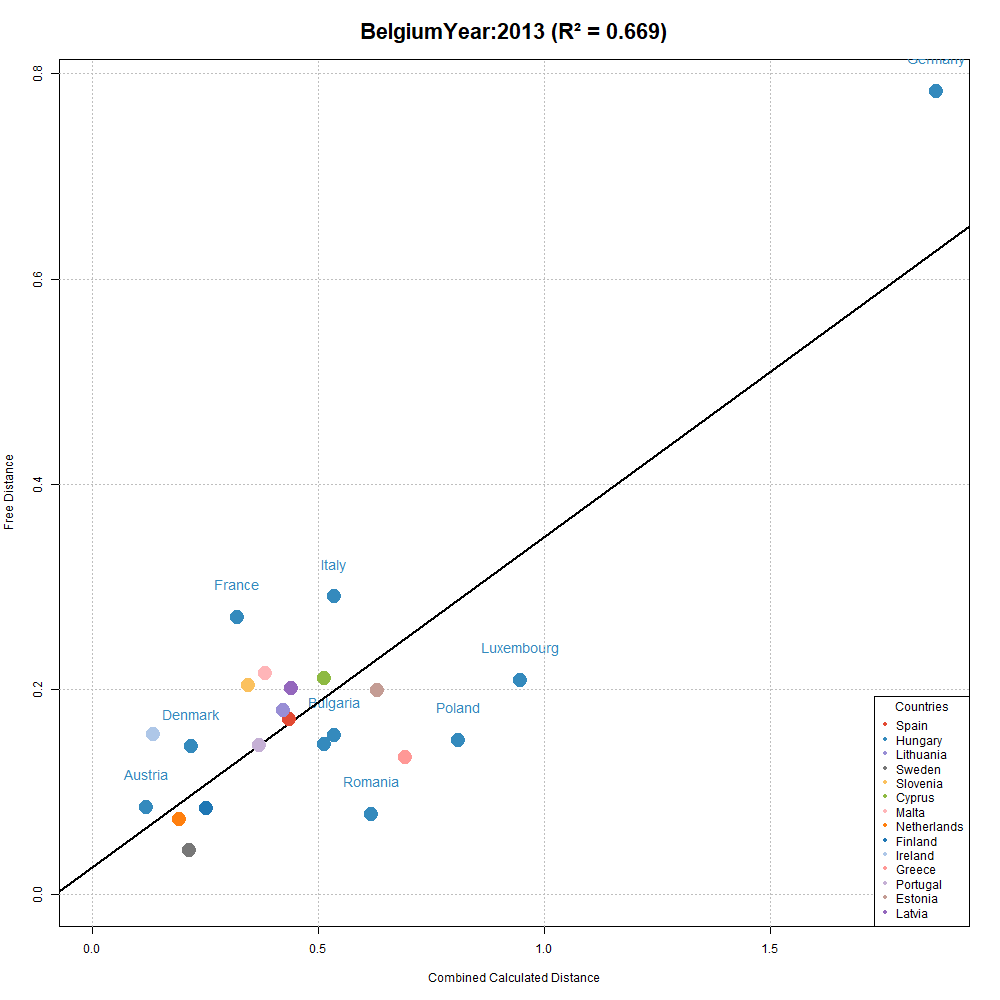 BelgiumYear:2013 (R² = 0.669)
Germany
0.8
0.6
0.4
0.2
0.0
Free Distance
Italy
France
Luxembourg
Bulgaria
Poland
Denmark
Austria
Romania
Countries
Spain
Hungary
Lithuania
Sweden
Slovenia
Cyprus
Malta
Netherlands
Finland
Ireland
Greece
Portugal
Estonia
Latvia
0.0 0.5 1.0 1.5
Combined Calculated Distance